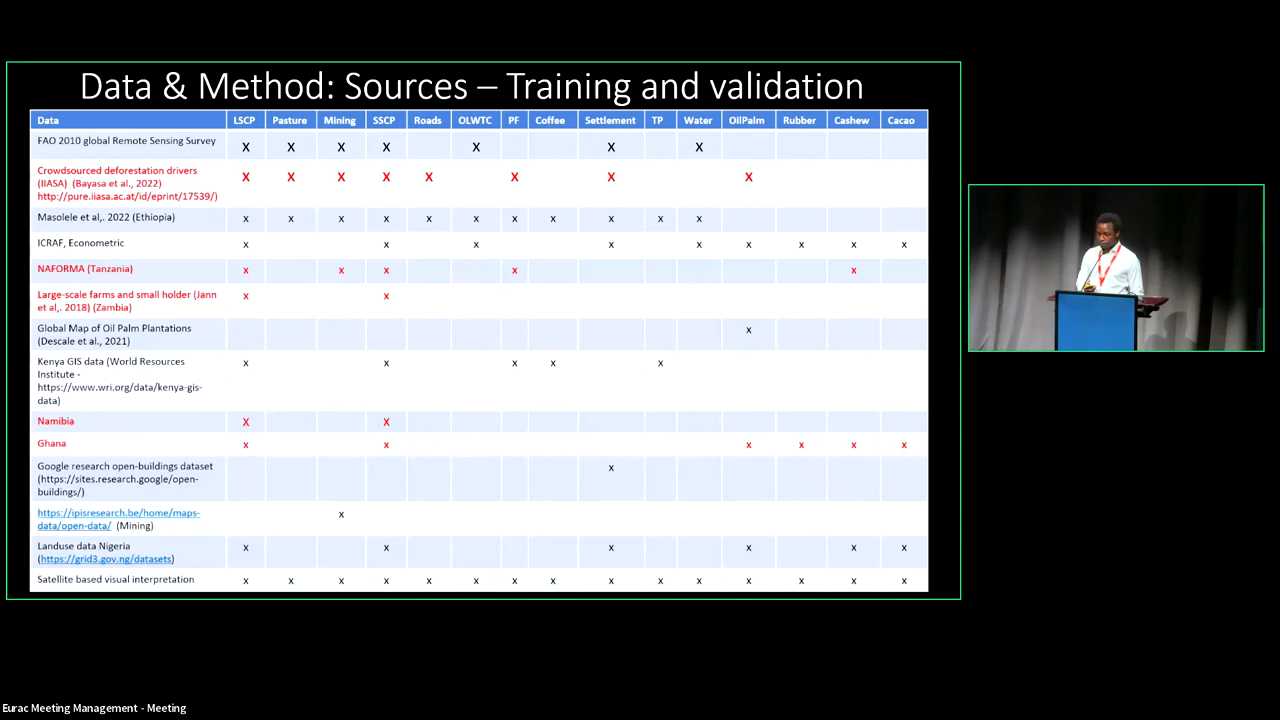 Data & Method: Sources – Training and validation
Data LSCP Pasture Mining SSCP Roads OLWTC PF Coffee Settlement TP Water OilPalm Rubber Cashew Cacao
FAO 2010 global Remote Sensing Survey X X X X X X X
Crowdsourced deforestation drivers
(IIASA) (Bayasa et al., 2022)
http://pure.iiasa.ac.at/id/eprint/17539/) X X X X X X X X
Masolele et al,. 2022 (Ethiopia) x x x x x x x x x x x
ICRAF, Econometric x x x x x x x x x
NAFORMA (Tanzania) x x x x x
Large-scale farms and small holder (Jann
et al,. 2018) (Zambia) x x
Global Map of Oil Palm Plantations
(Descale et al., 2021) x
Kenya GIS data (World Resources
Institute -
https://www.wri.org/data/kenya-gis-
data) x x x x x
Namibia X X
Ghana x x x x x x
Google research open-buildings dataset
(https://sites.research.google/open-
buildings/) x
https://ipisresearch.be/home/maps-
data/open-data/ (Mining) x
Landuse data Nigeria
(https://grid3.gov.ng/datasets) x x x x x x
Satellite based visual interpretation x x x x x x x x x x x x x x x
Eurac Meeting Management - Meeting